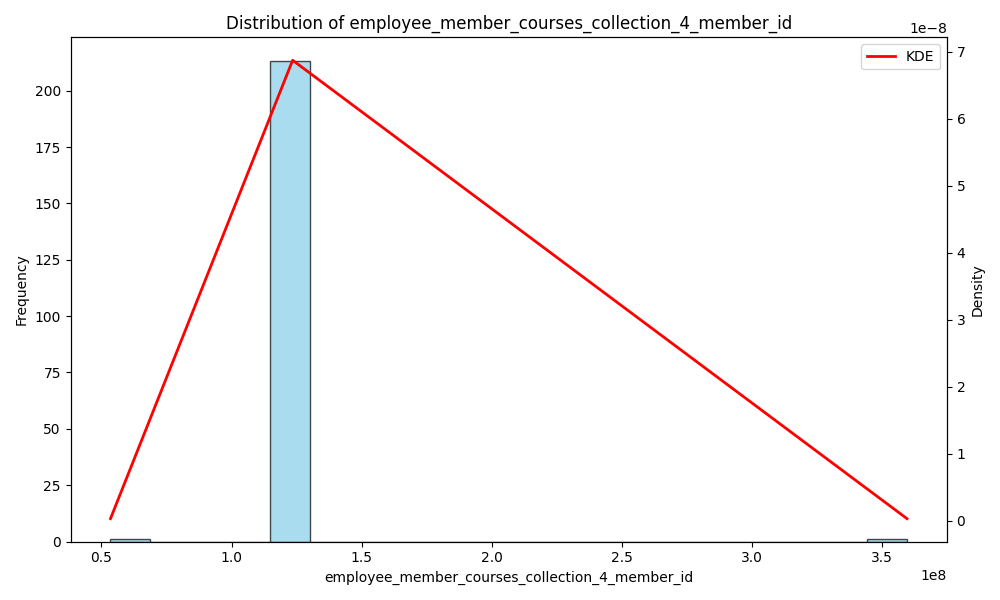 Distribution of employee_member_courses_collection_4_member_id
1e−8
KDE
Frequency
200
175
150
125
100
75
50
25
0
7
6
5
4
3
2
1
0
Density
0.5 1.0 1.5 2.0 2.5 3.0 3.5
1e8
employee_member_courses_collection_4_member_id